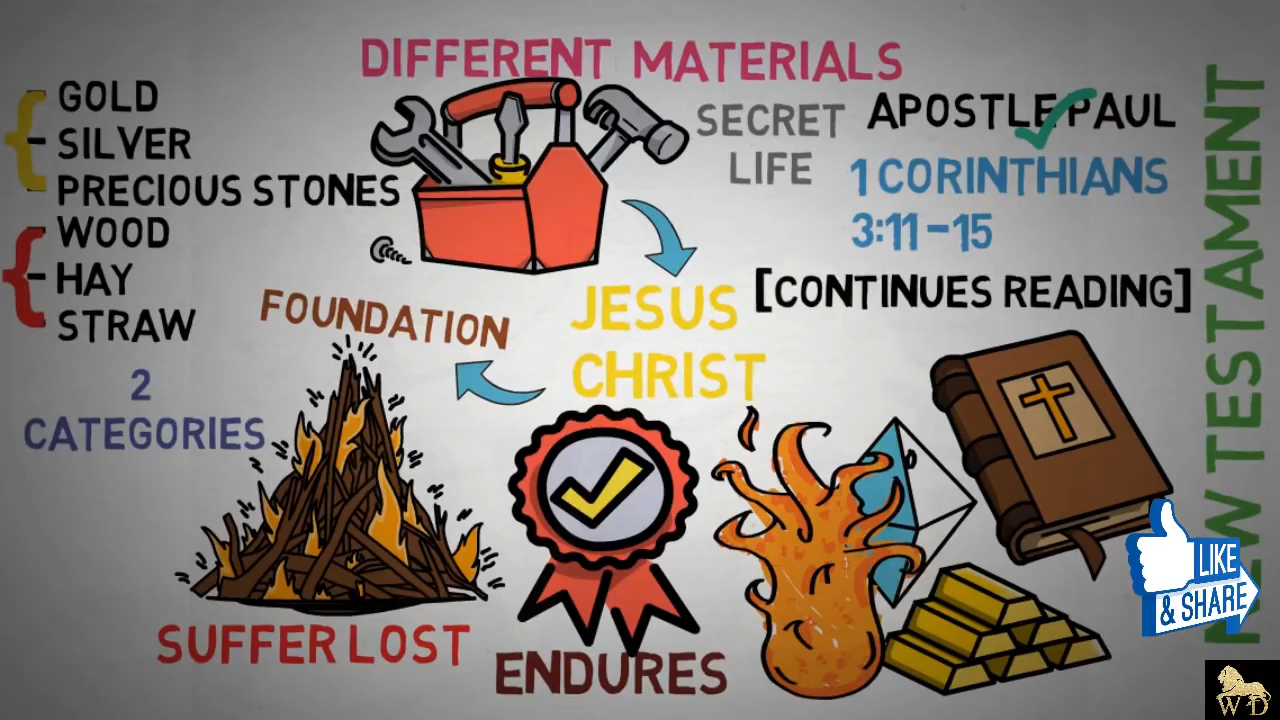 DIFFERENT MATERIALS
GOLD
SILVER
PRECIOUS STONES
WOOD
HAY
STRAW
2
CATEGORIES
SECRET
LIFE
APOSTLE PAUL
1 CORINTHIANS
3:11-15
[CONTINUES READING]
FOUNDATION
JESUS
CHRIST
SUFFER LOST
ENDURES
NEW TESTAMENT
LIKE
& SHARE
W D